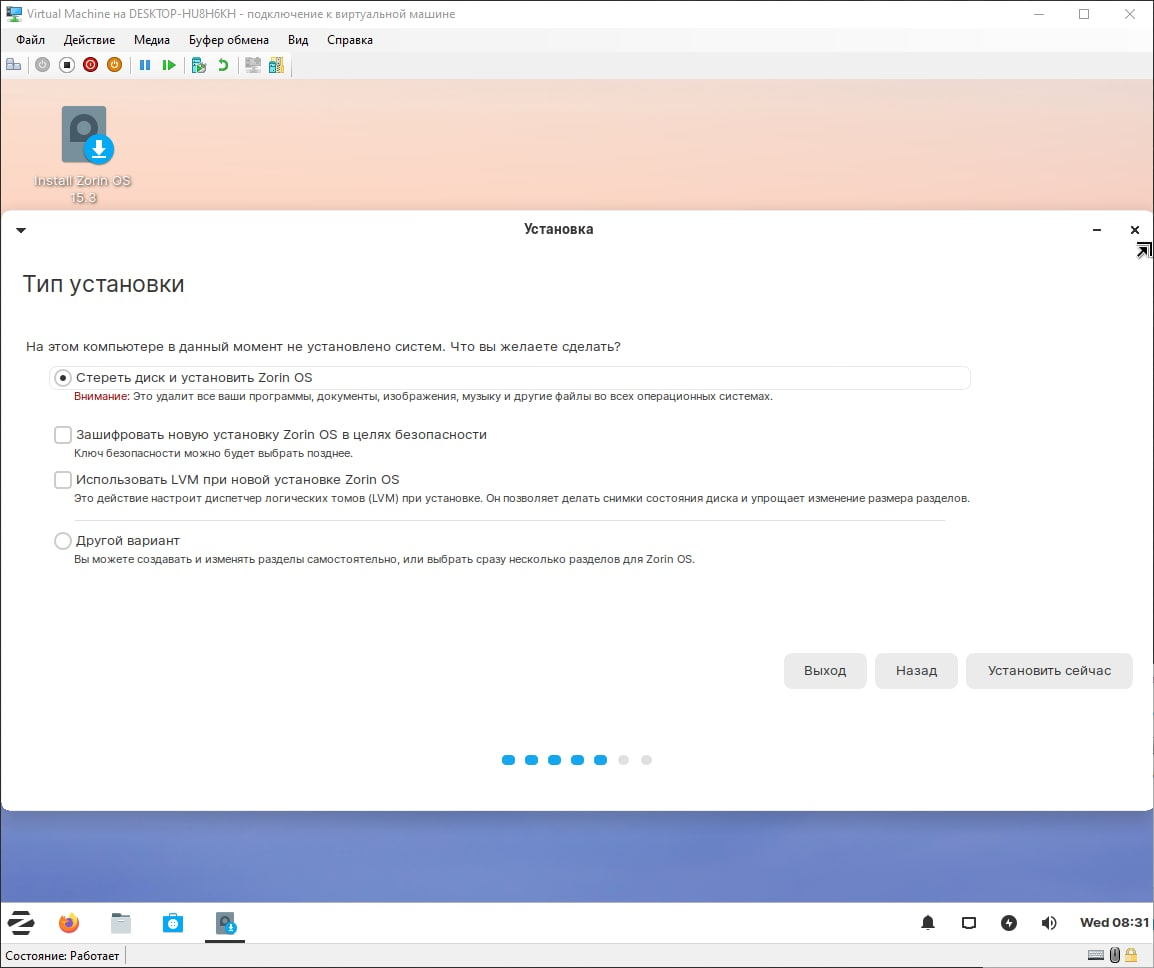 Virtual Machine на DESKTOP-HU8H6KH - подключение к виртуальной машине
Файл Действие Медиа Буфер обмена Вид Справка
Install Zorin OS
15.3
Установка
Тип установки
На этом компьютере в данный момент не установлено систем. Что вы желаете сделать?
Стереть диск и установить Zorin OS
Внимание: Это удалит все ваши программы, документы, изображения, музыку и другие файлы во всех операционных системах.
Зашифровать новую установку Zorin OS в целях безопасности
Ключ безопасности можно будет выбрать позднее.
Использовать LVM при новой установке Zorin OS
Это действие настроит диспетчер логических томов (LVM) при установке. Он позволяет делать снимки состояния диска и упрощает изменение размера разделов.
Другой вариант
Вы можете создавать и изменять разделы самостоятельно, или выбрать сразу несколько разделов для Zorin OS.
Выход Назад Установить сейчас
Wed 08:31
Состояние: Работает